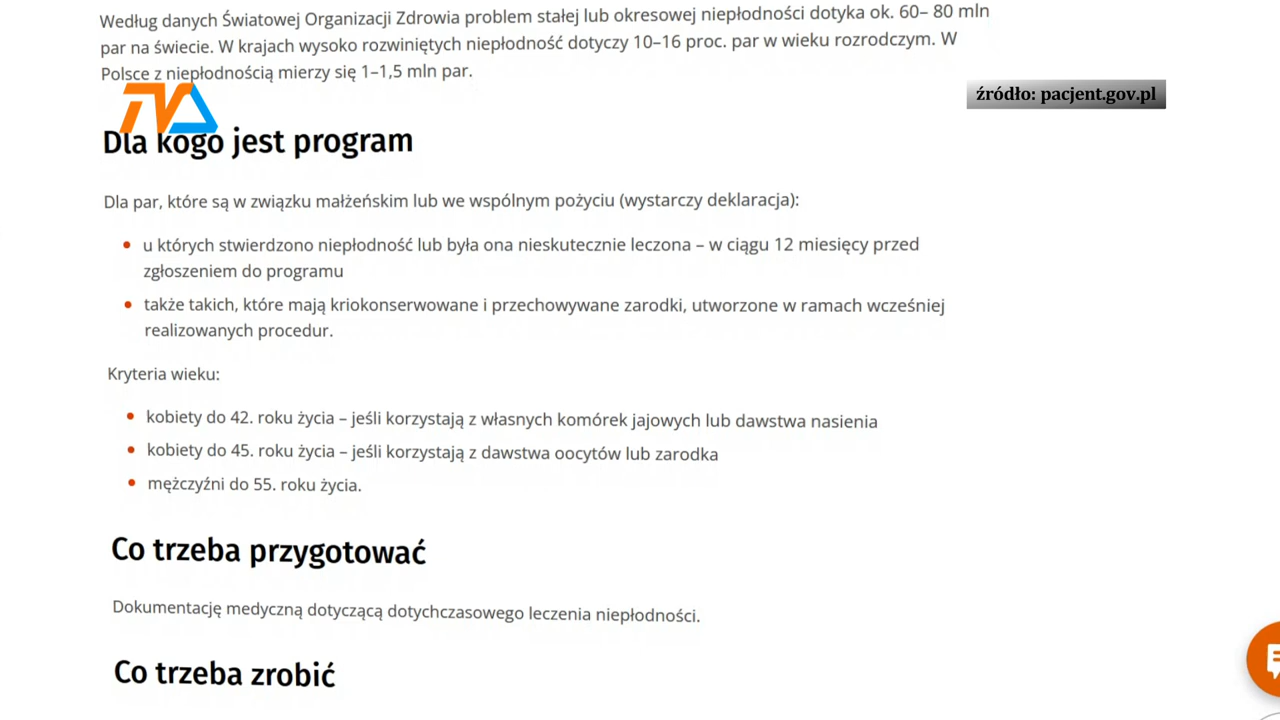 Według danych Światowej Organizacji Zdrowia problem stałej lub okresowej niepłodności dotyka ok. 60– 80 mln
par na świecie. W krajach wysoko rozwiniętych niepłodność dotyczy 10–16 proc. par w wieku rozrodczym. W
Polsce z niepłodnością mierzy się 1–1,5 mln par.
TVA
źródło: pacjent.gov.pl
Dla kogo jest program
Dla par, które są w związku małżeńskim lub we wspólnym pożyciu (wystarczy deklaracja):
u których stwierdzono niepłodność lub była ona nieskutecznie leczona – w ciągu 12 miesięcy przed
zgłoszeniem do programu
także takich, które mają kriokonserwowane i przechowywane zarodki, utworzone w ramach wcześniej
realizowanych procedur.
Kryteria wieku:
kobiety do 42. roku życia – jeśli korzystają z własnych komórek jajowych lub dawstwa nasienia
kobiety do 45. roku życia – jeśli korzystają z dawstwa oocytów lub zarodka
mężczyźni do 55. roku życia.
Co trzeba przygotować
Dokumentację medyczną dotyczącą dotychczasowego leczenia niepłodności.
Co trzeba zrobić